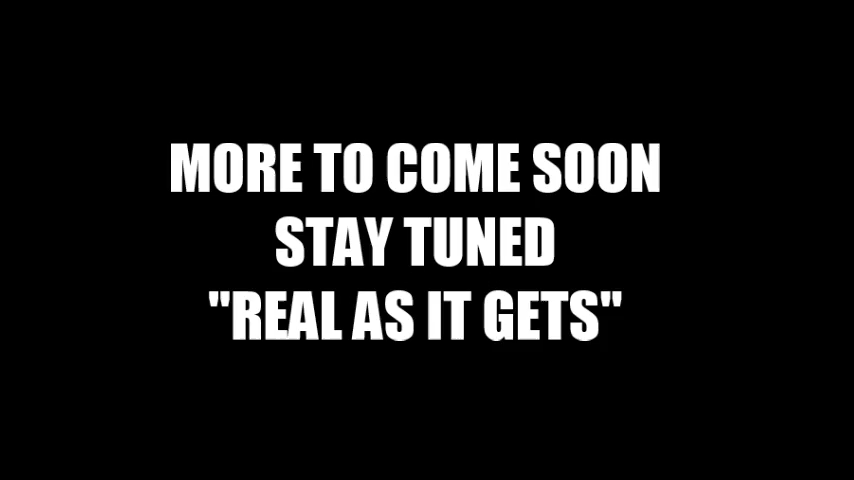 MORE TO COME SOON
STAY TUNED
"REAL AS IT GETS"